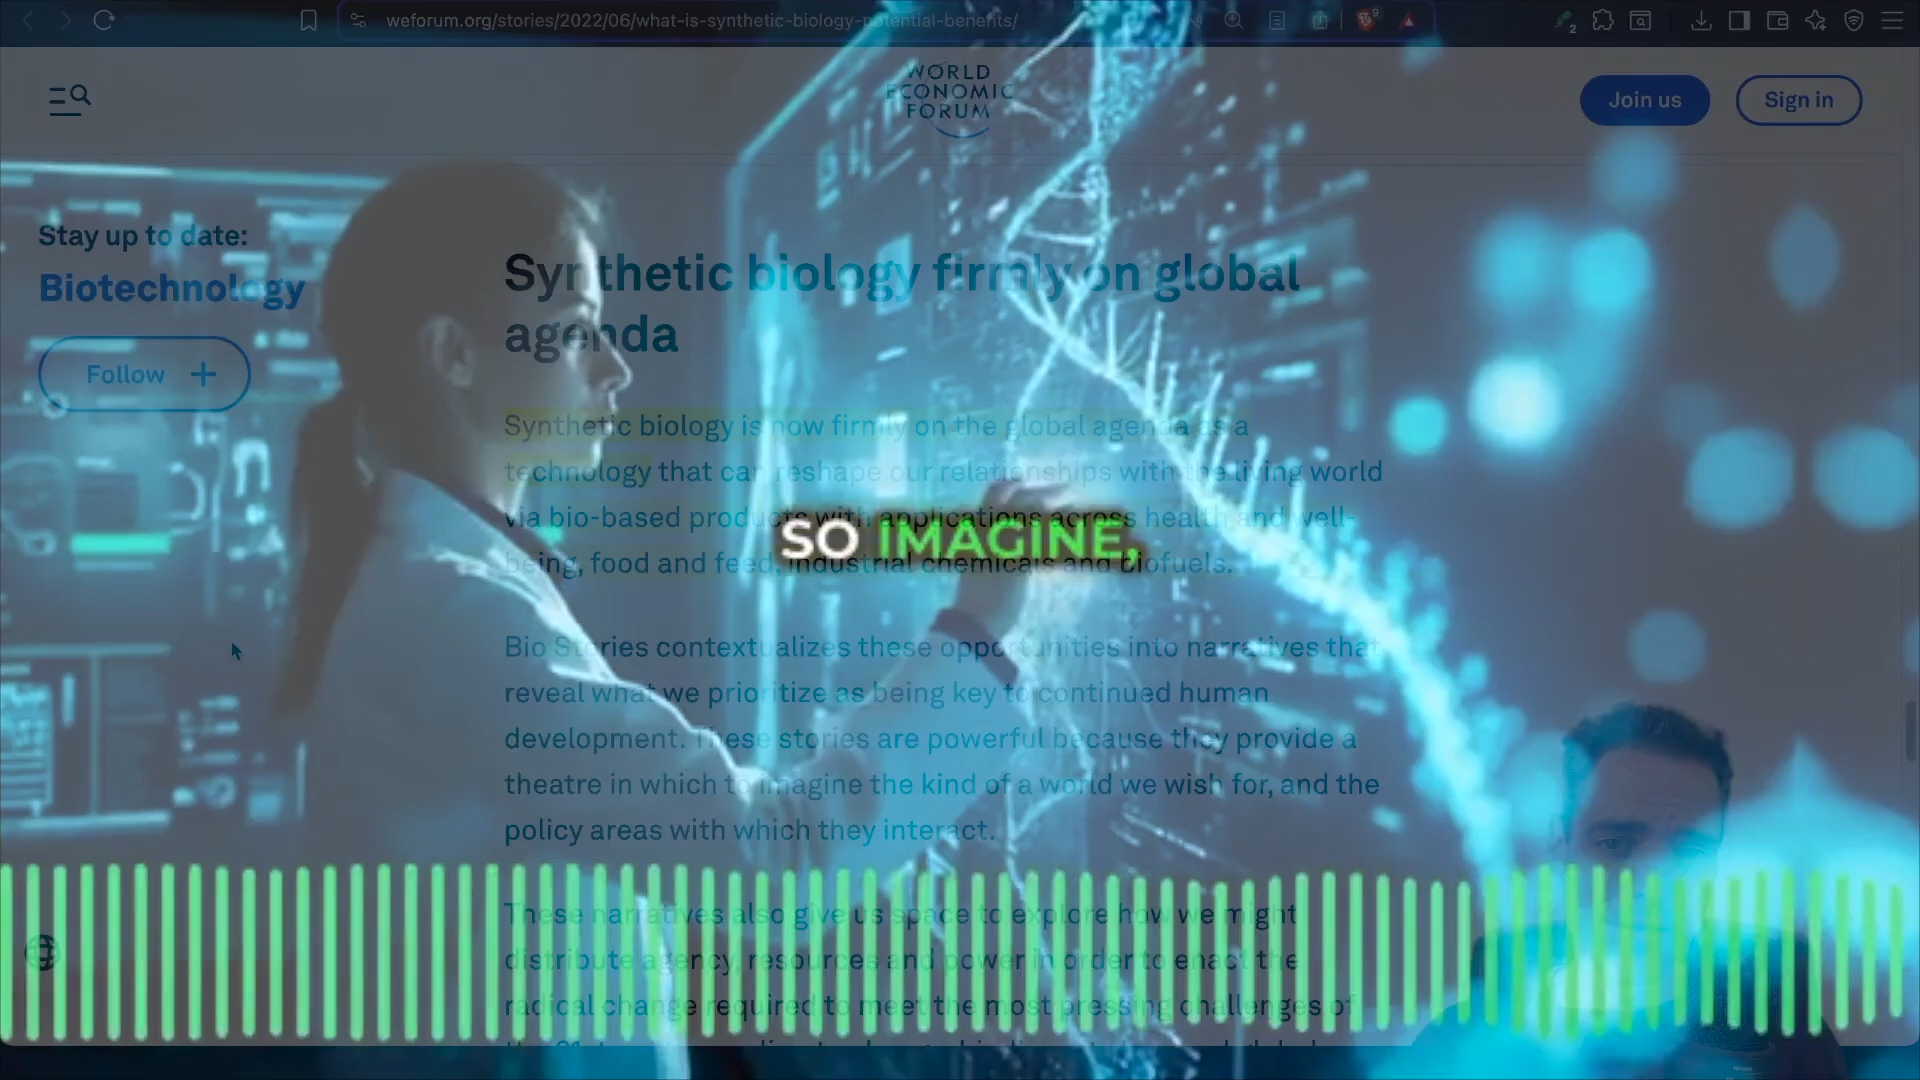 weforum.org/stories/2022/06/what-is-synthetic-biology-potential-benefits/
9
2
WORLD
ECONOMIC
FORUM
Join us
Sign in
Stay up to date:
Biotechnology
Follow
Synthetic biology firmly on global
agenda
Synthetic biology is now firmly on the global agenda as a
technology that can reshape our relationships with the living world
via bio-based products with applications across health and well-
being, food and feed, industrial chemicals and biofuels.
SO IMAGINE,
Bio Stories contextualizes these opportunities into narratives that
reveal what we prioritize as being key to continued human
development. These stories are powerful because they provide a
theatre in which to imagine the kind of a world we wish for, and the
policy areas with which they interact.
These narratives also give us space to explore how we might
distribute agency, resources and power in order to enact the
radical change required to meet the most pressing challenges of